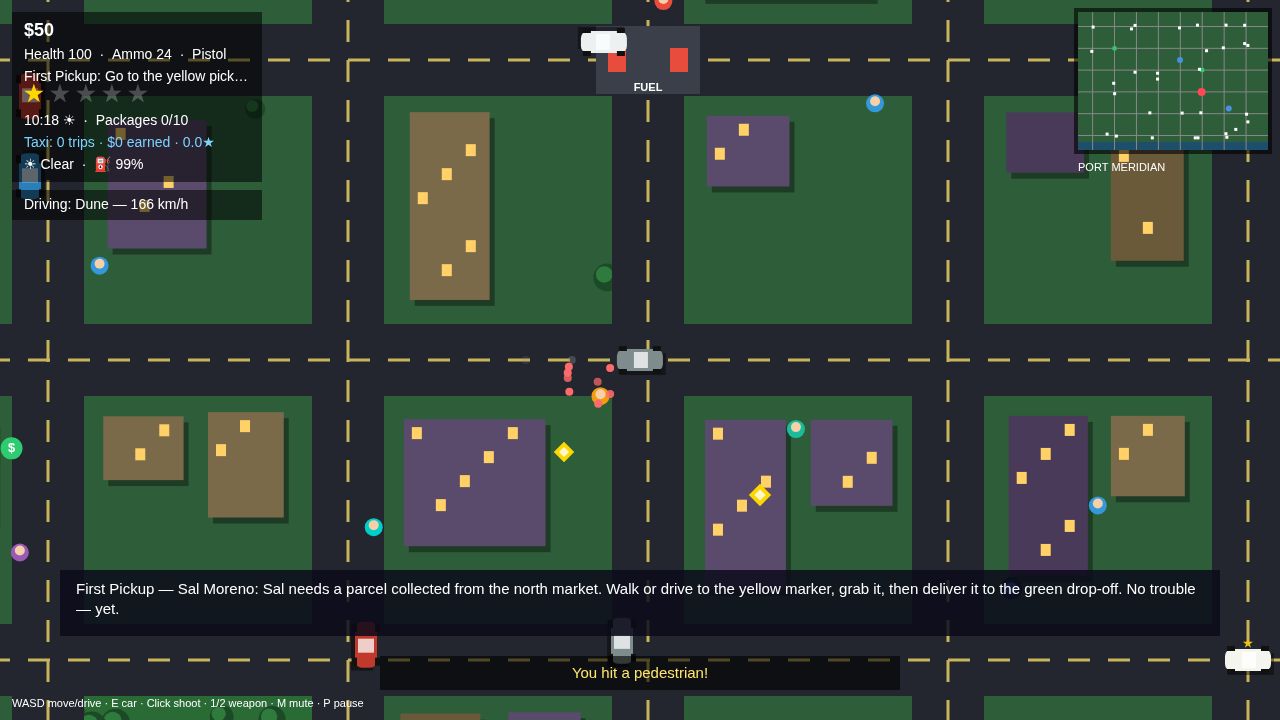 $50
Health 100 · Ammo 24 · Pistol
First Pickup: Go to the yellow pick…
★★★★★
10:18 ☀ · Packages 0/10
Taxi: 0 trips · $0 earned · 0.0★
☀ Clear · ⛽ 99%
Driving: Dune — 166 km/h
FUEL
PORT MERIDIAN
$
First Pickup — Sal Moreno: Sal needs a parcel collected from the north market. Walk or drive to the yellow marker, grab it, then deliver it to the green drop-off. No trouble
— yet.
You hit a pedestrian!
WASD move/drive · E car · Click shoot · 1/2 weapon · M mute · P pause